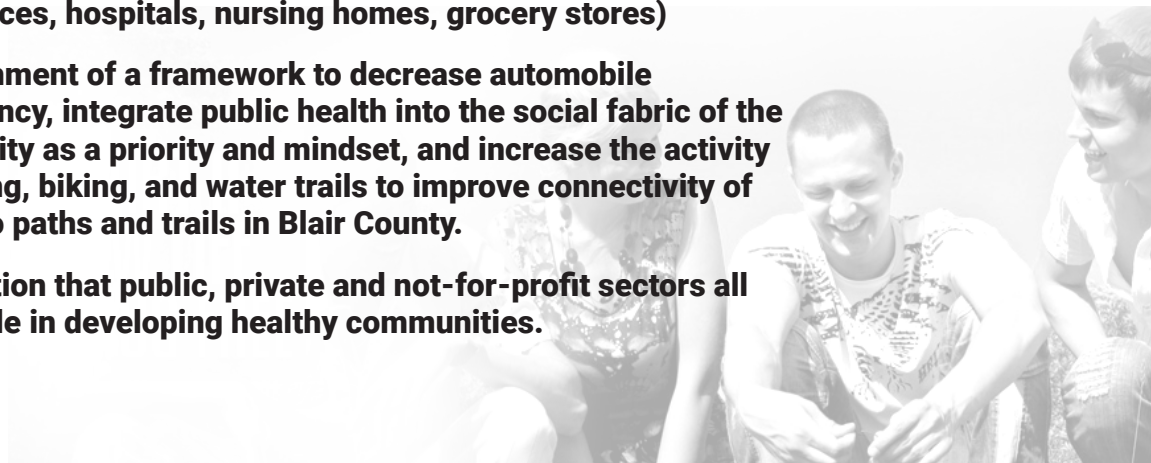 ces, hospitals, nursing homes, grocery stores)
nment of a framework to decrease automobile
ncy, integrate public health into the social fabric of the
ity as a priority and mindset, and increase the activity
ng, biking, and water trails to improve connectivity of
o paths and trails in Blair County.
tion that public, private and not-for-profit sectors all
le in developing healthy communities.